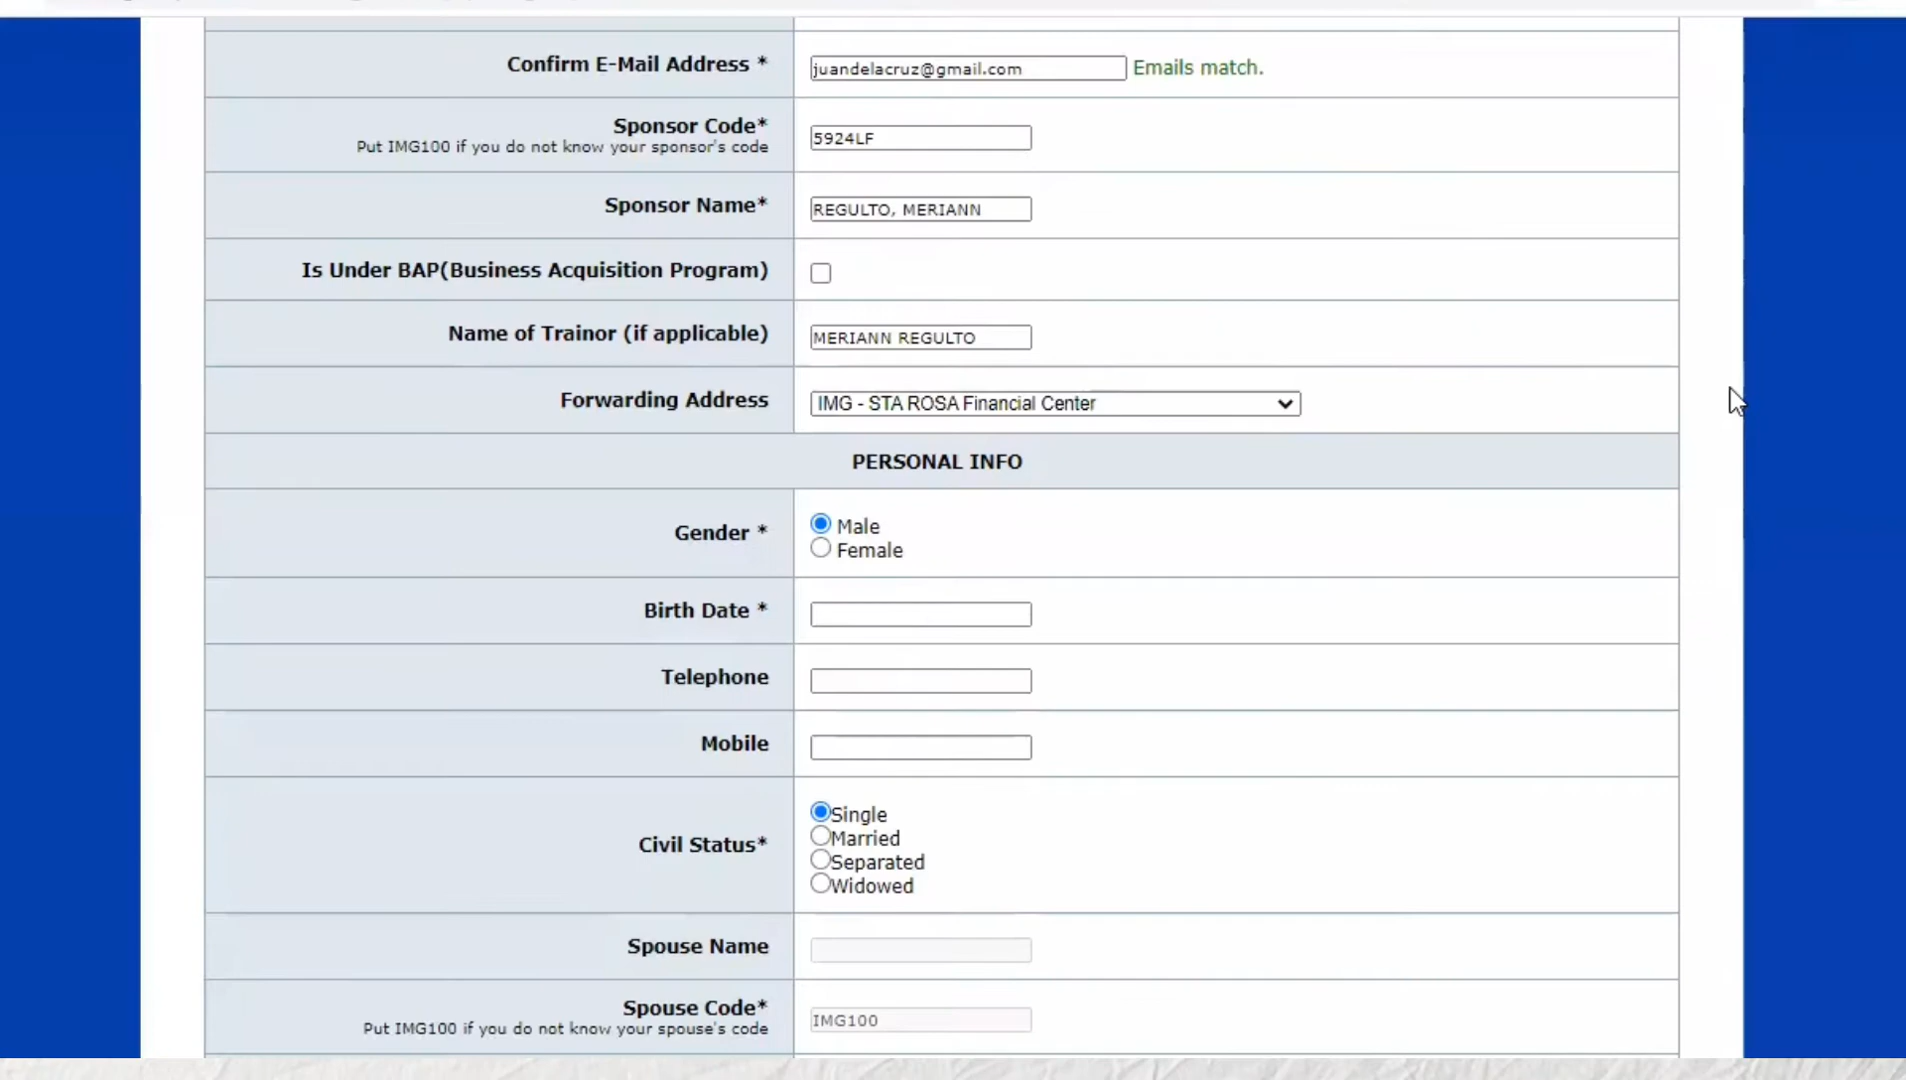 Confirm E-Mail Address *
juandelacruz@gmail.com Emails match.
Sponsor Code*
Put IMG100 if you do not know your sponsor's code
5924LF
Sponsor Name*
REGULTO, MERIANN
Is Under BAP(Business Acquisition Program)
Name of Trainor (if applicable)
MERIANN REGULTO
Forwarding Address
IMG - STA ROSA Financial Center
PERSONAL INFO
Gender *
Male
Female
Birth Date *
Telephone
Mobile
Civil Status*
Single
Married
Separated
Widowed
Spouse Name
Spouse Code*
Put IMG100 if you do not know your spouse's code
IMG100